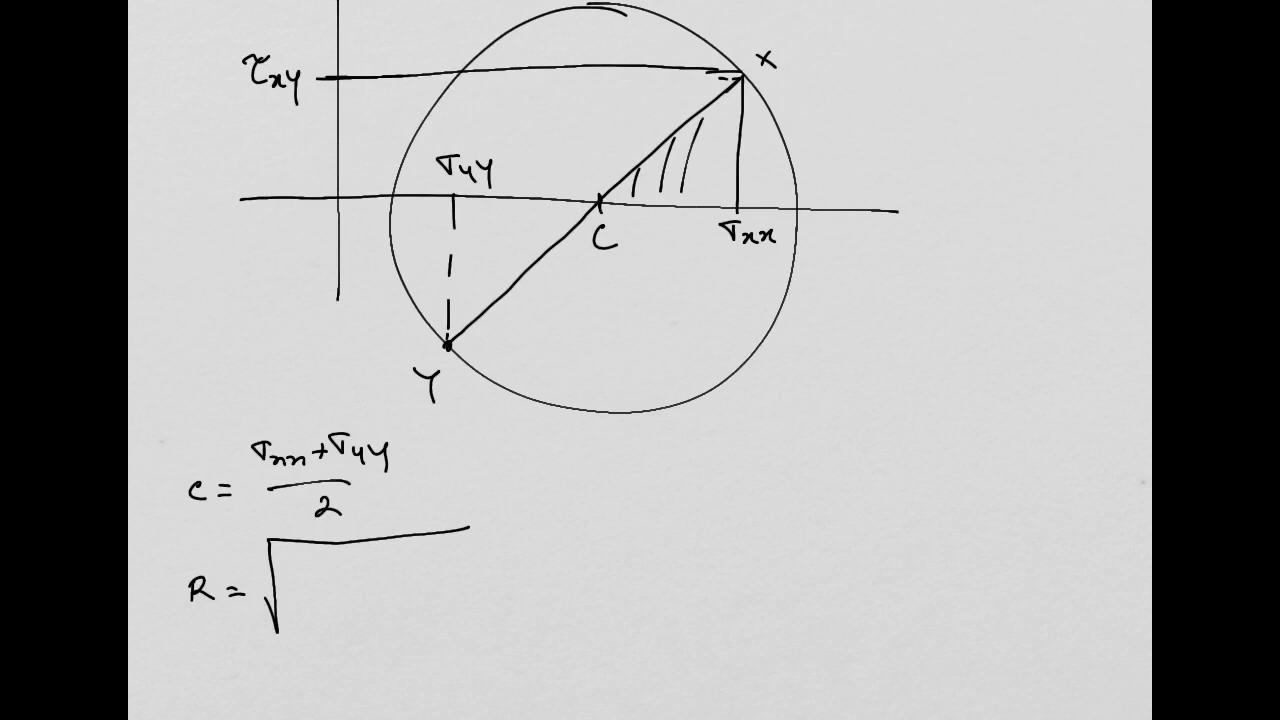 τxy
x
σyy
C
σxx
Y
C = σxx + σyy / 2
R = √